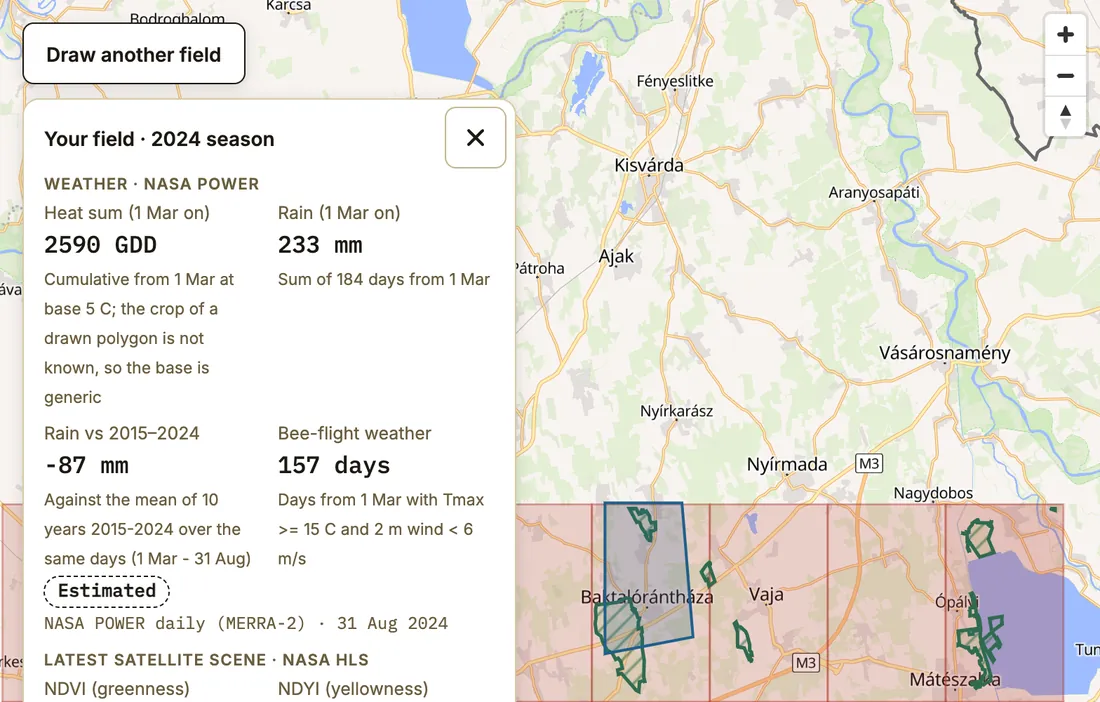 Bodroghalom
Karcsa
Draw another field
Fényeslitke
Your field · 2024 season
WEATHER · NASA POWER
Heat sum (1 Mar on)
Rain (1 Mar on)
2590 GDD
233 mm
Cumulative from 1 Mar at
base 5 C; the crop of a
drawn polygon is not
known, so the base is
generic
Sum of 184 days from 1 Mar
Rain vs 2015–2024
Bee-flight weather
-87 mm
157 days
Against the mean of 10
years 2015-2024 over the
same days (1 Mar - 31 Aug)
Days from 1 Mar with Tmax
>= 15 C and 2 m wind < 6
m/s
Estimated
NASA POWER daily (MERRA-2) · 31 Aug 2024
LATEST SATELLITE SCENE · NASA HLS
NDVI (greenness)
NDYI (yellowness)
Kisvárda
Aranyosapáti
Ajak
Pátroha
Vásárosnamény
Nyírkarász
Nyírmada
M3
Nagydobos
Baktalórántháza
Vaja
Ópályi
M3
Mátészalka